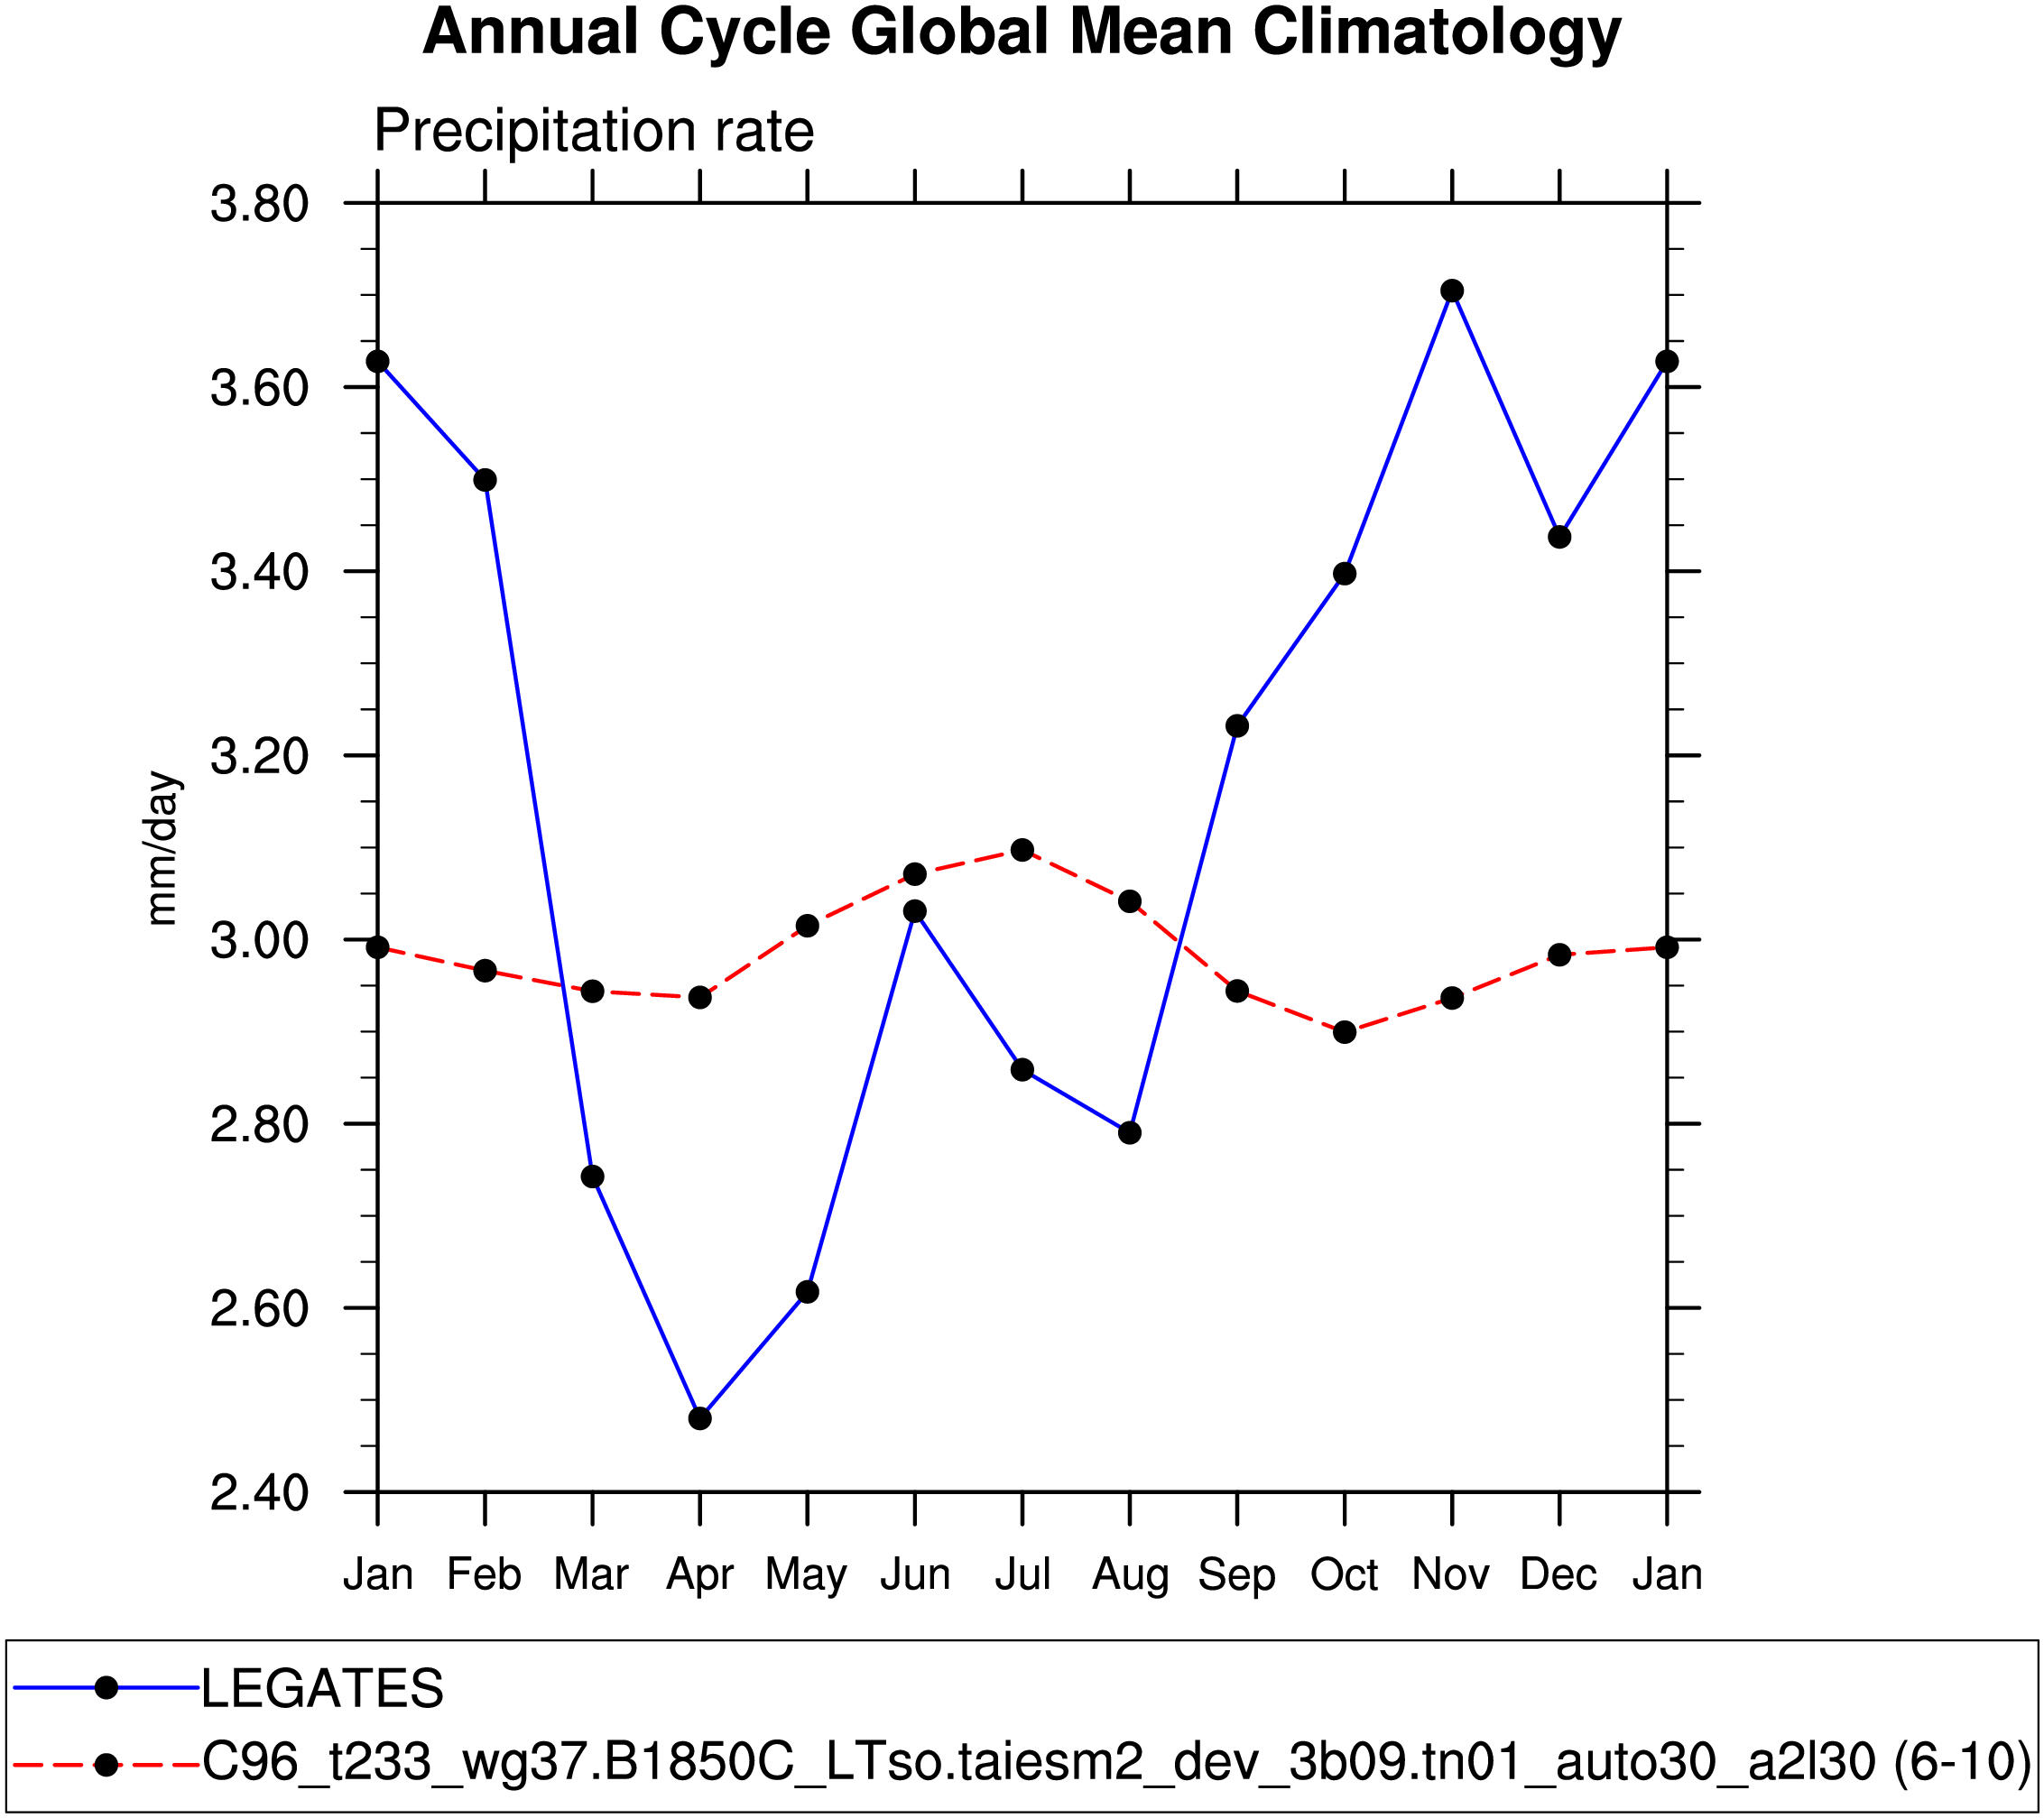 Annual Cycle Global Mean Climatology
Precipitation rate
3.80
3.60
3.40
3.20
3.00
2.80
2.60
2.40
mm/day
Jan Feb Mar Apr May Jun Jul Aug Sep Oct Nov Dec Jan
LEGATES
C96_t233_wg37.B1850C_LTso.taiesm2_dev_3b09.tn01_auto30_a2l30 (6-10)